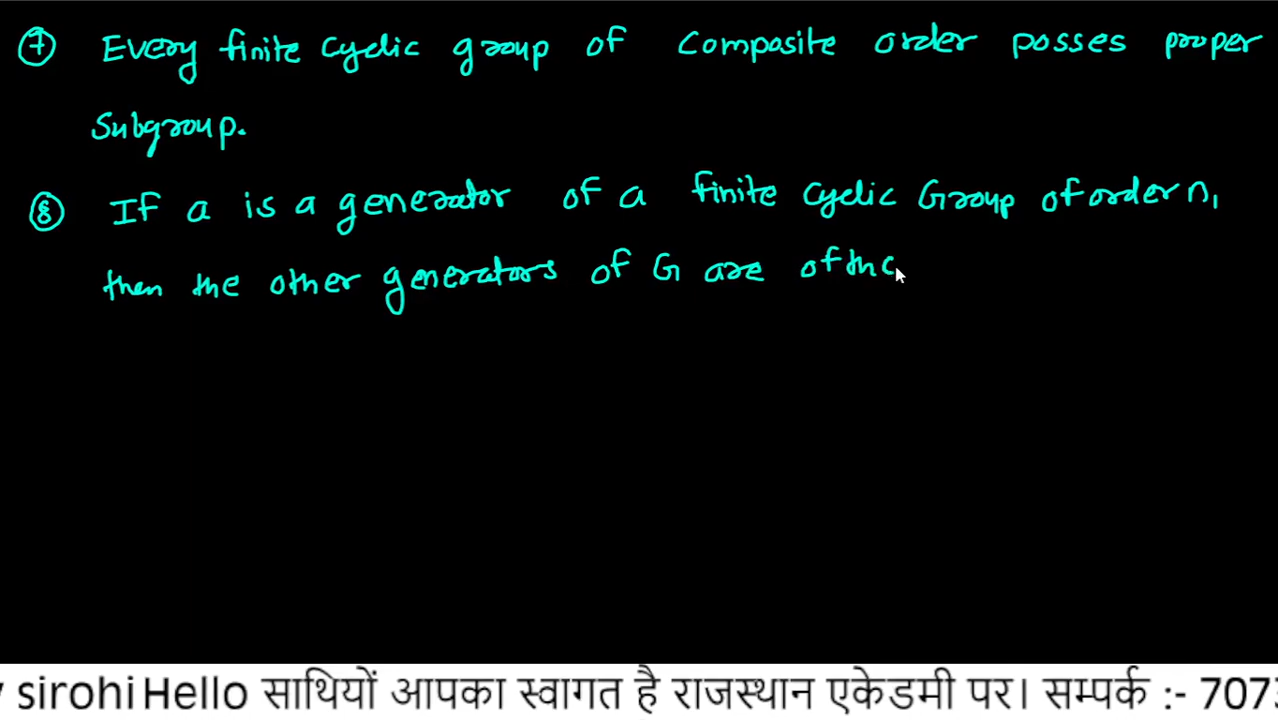 ⑦ Every finite cyclic group of composite order posses proper
Subgroup.
⑧ If a is a generator of a finite cyclic Group of order n,
then the other generators of G are of the
sirohi Hello साथियों आपका स्वागत है राजस्थान एकेडमी पर। सम्पर्क :- 707